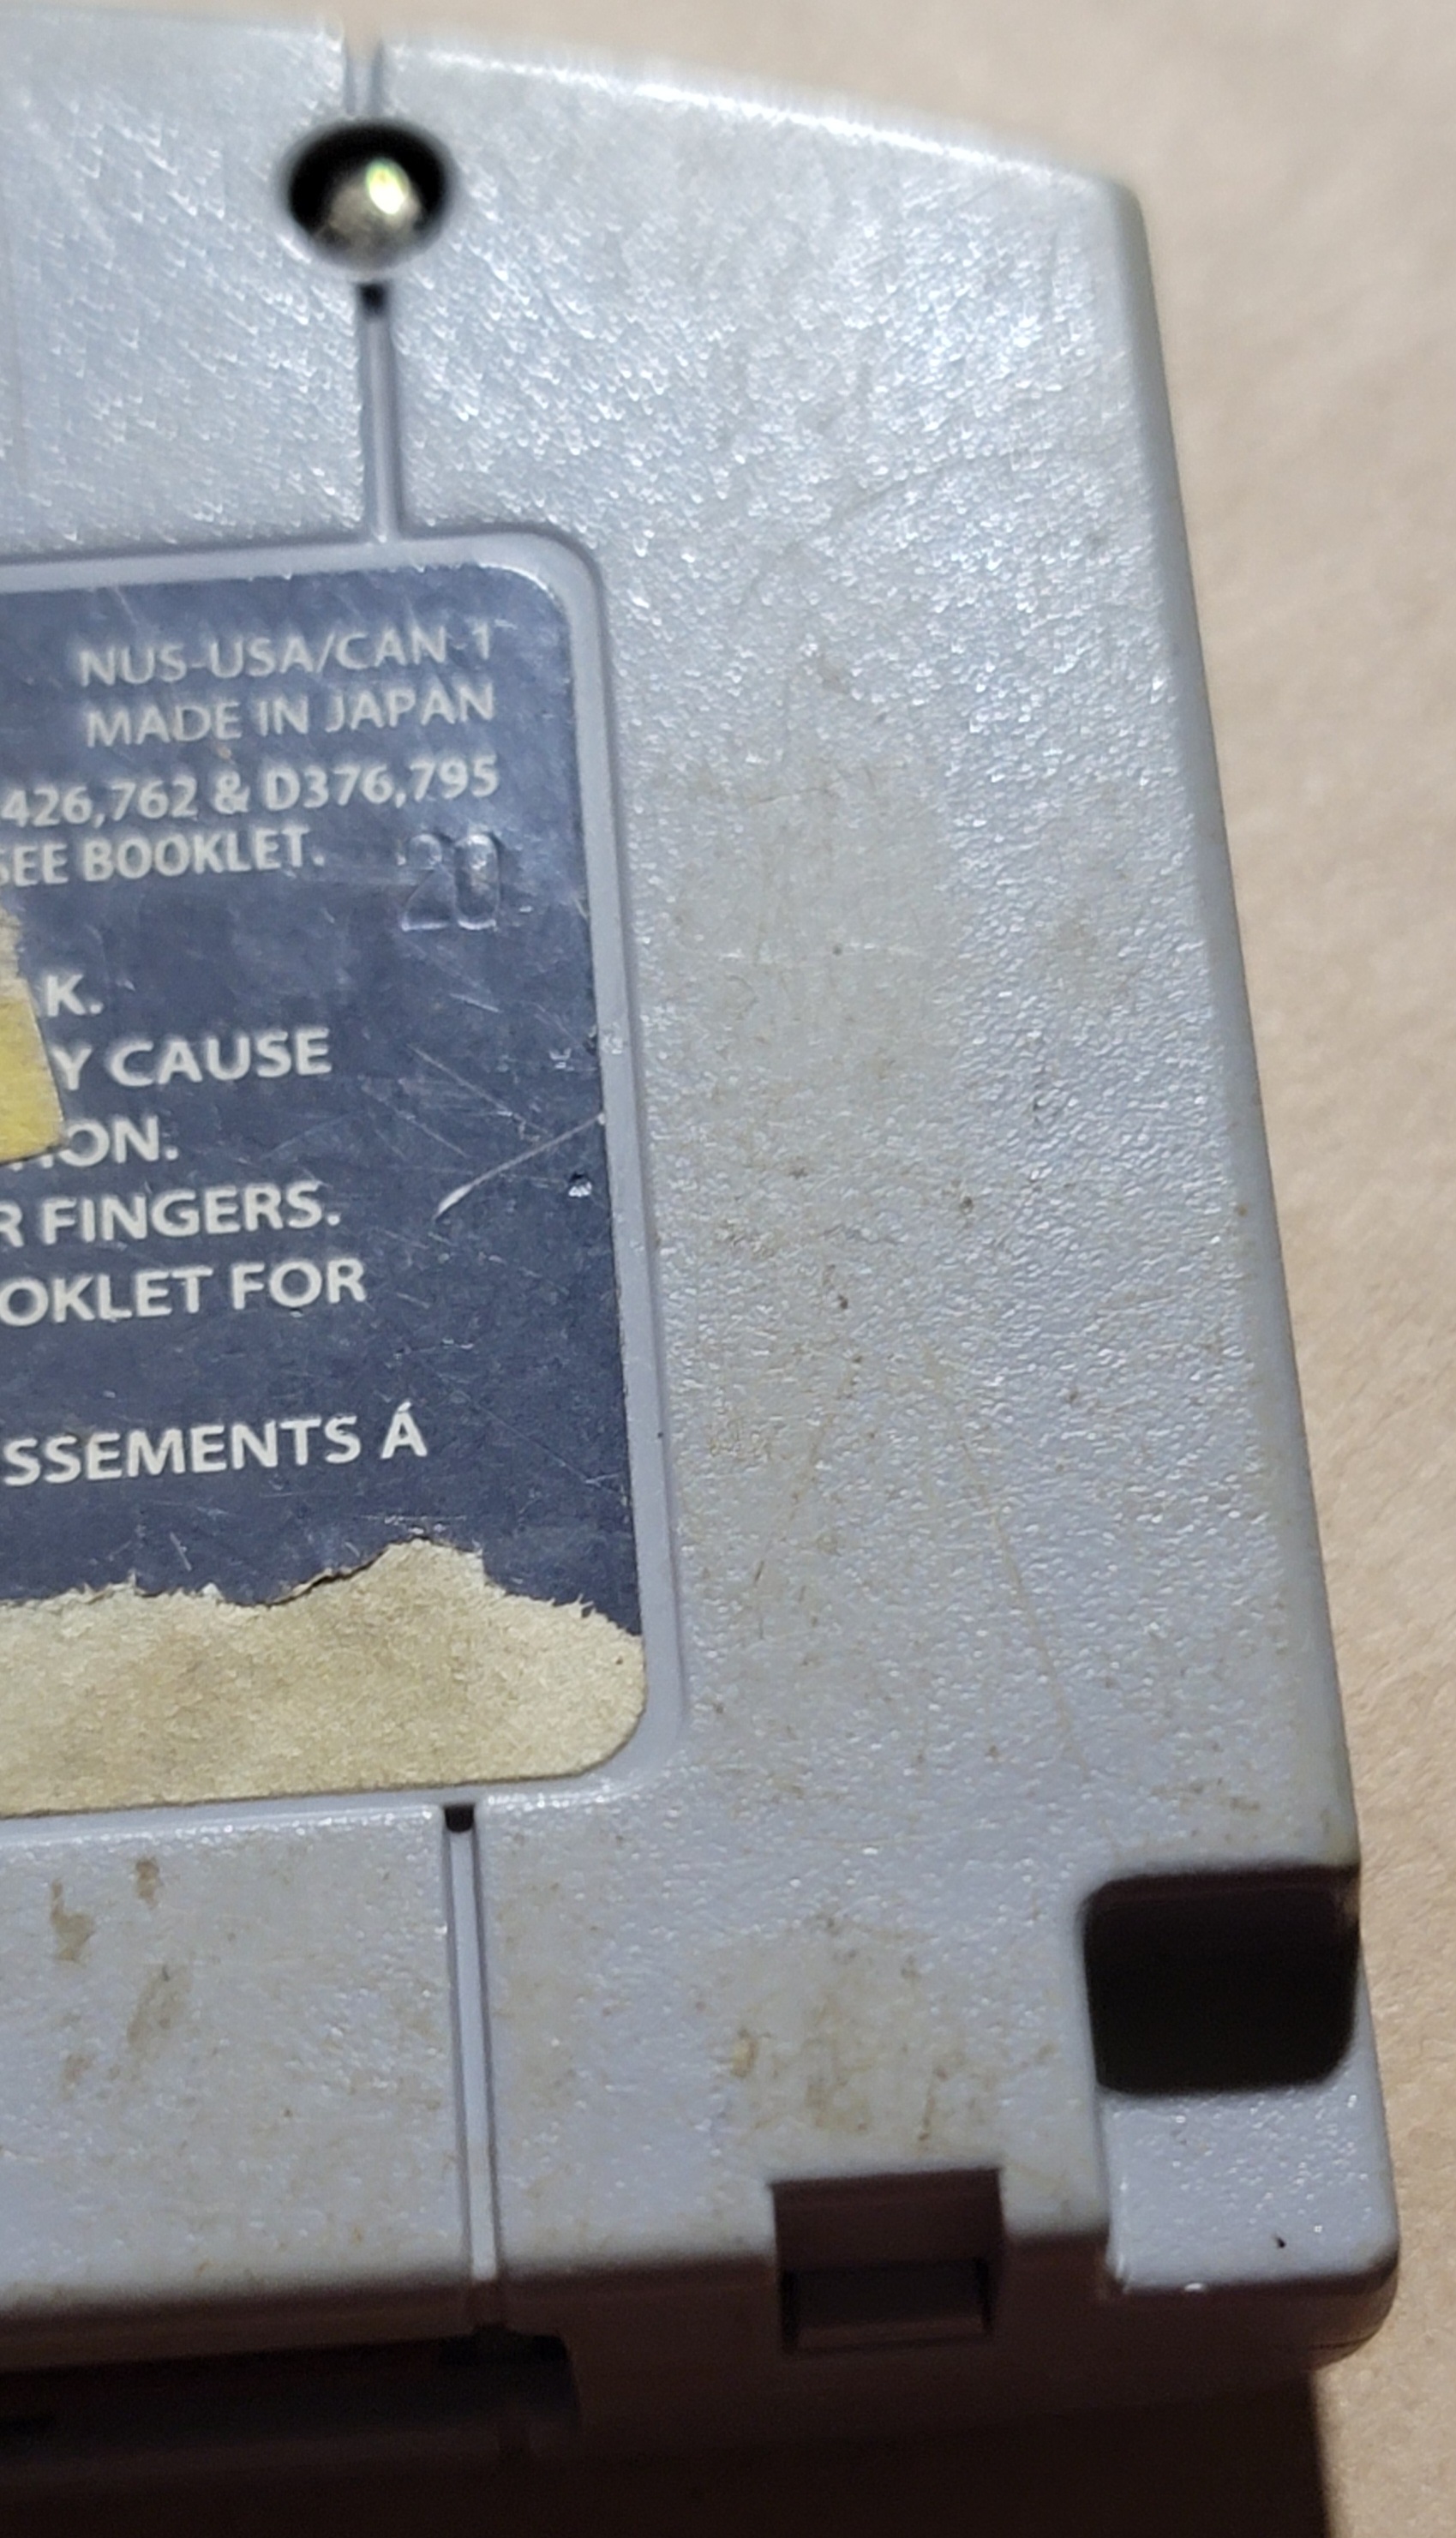 NUS-USA/CAN-1
MADE IN JAPAN
426,762 & D376,795
SEE BOOKLET.
20
K.
Y CAUSE
ON.
R FINGERS.
OKLET FOR
SSEMENTS Á